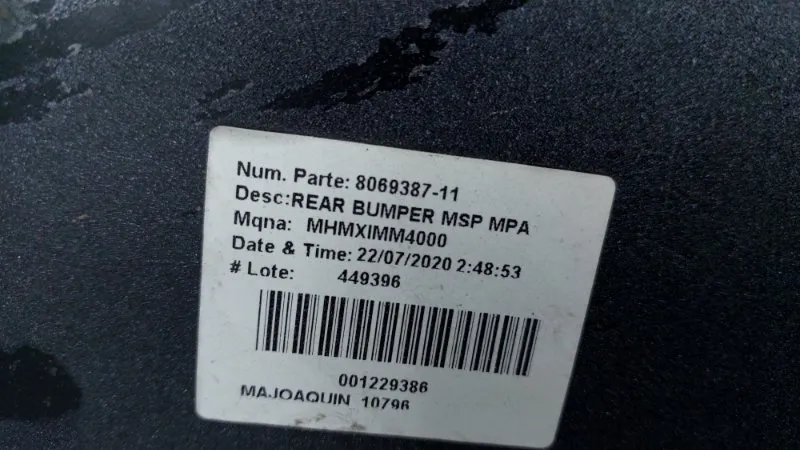 Num. Parte: 8069387-11
Desc:REAR BUMPER MSP MPA
Mqna: MHMXIMM4000
Date & Time: 22/07/2020 2:48:53
# Lote: 449396
001229386
MAJOAQUIN 10796